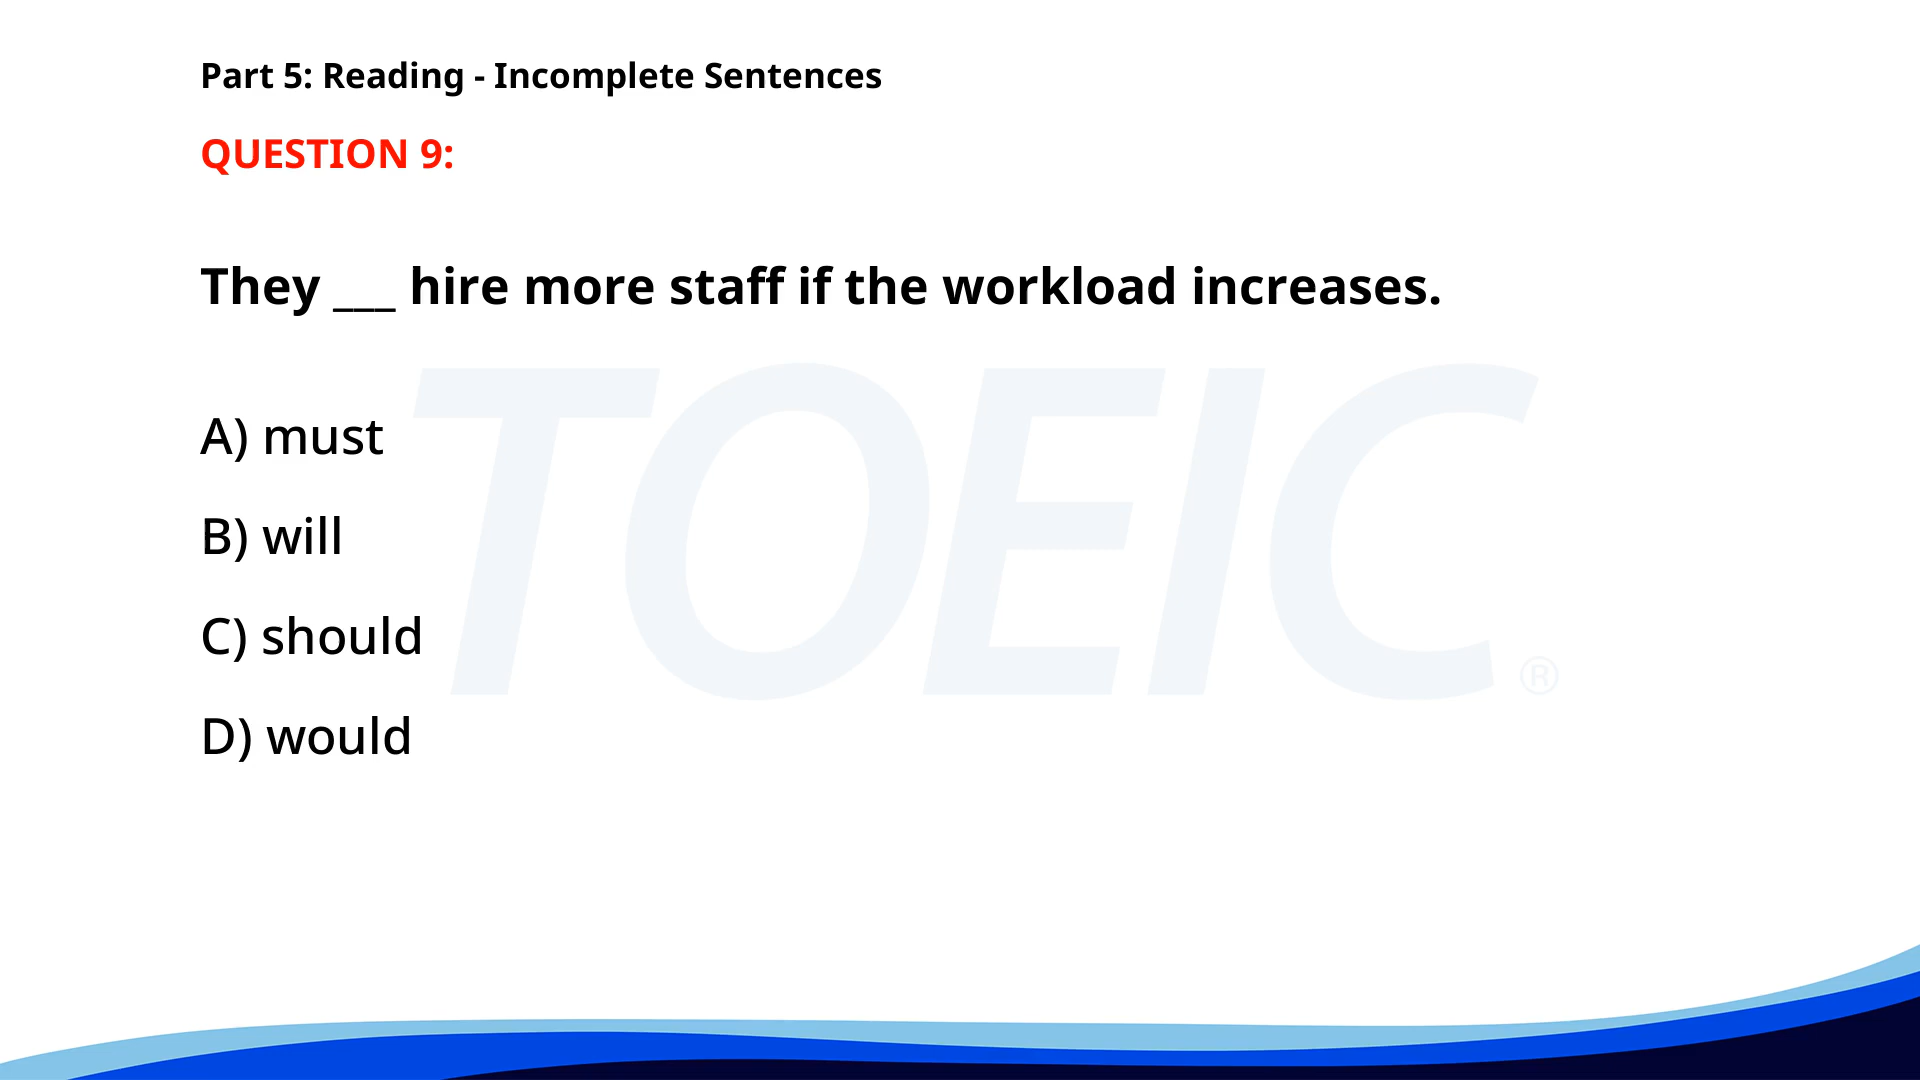 Part 5: Reading - Incomplete Sentences
QUESTION 9:
They ___ hire more staff if the workload increases.
TOEIC®
A) must
B) will
C) should
D) would